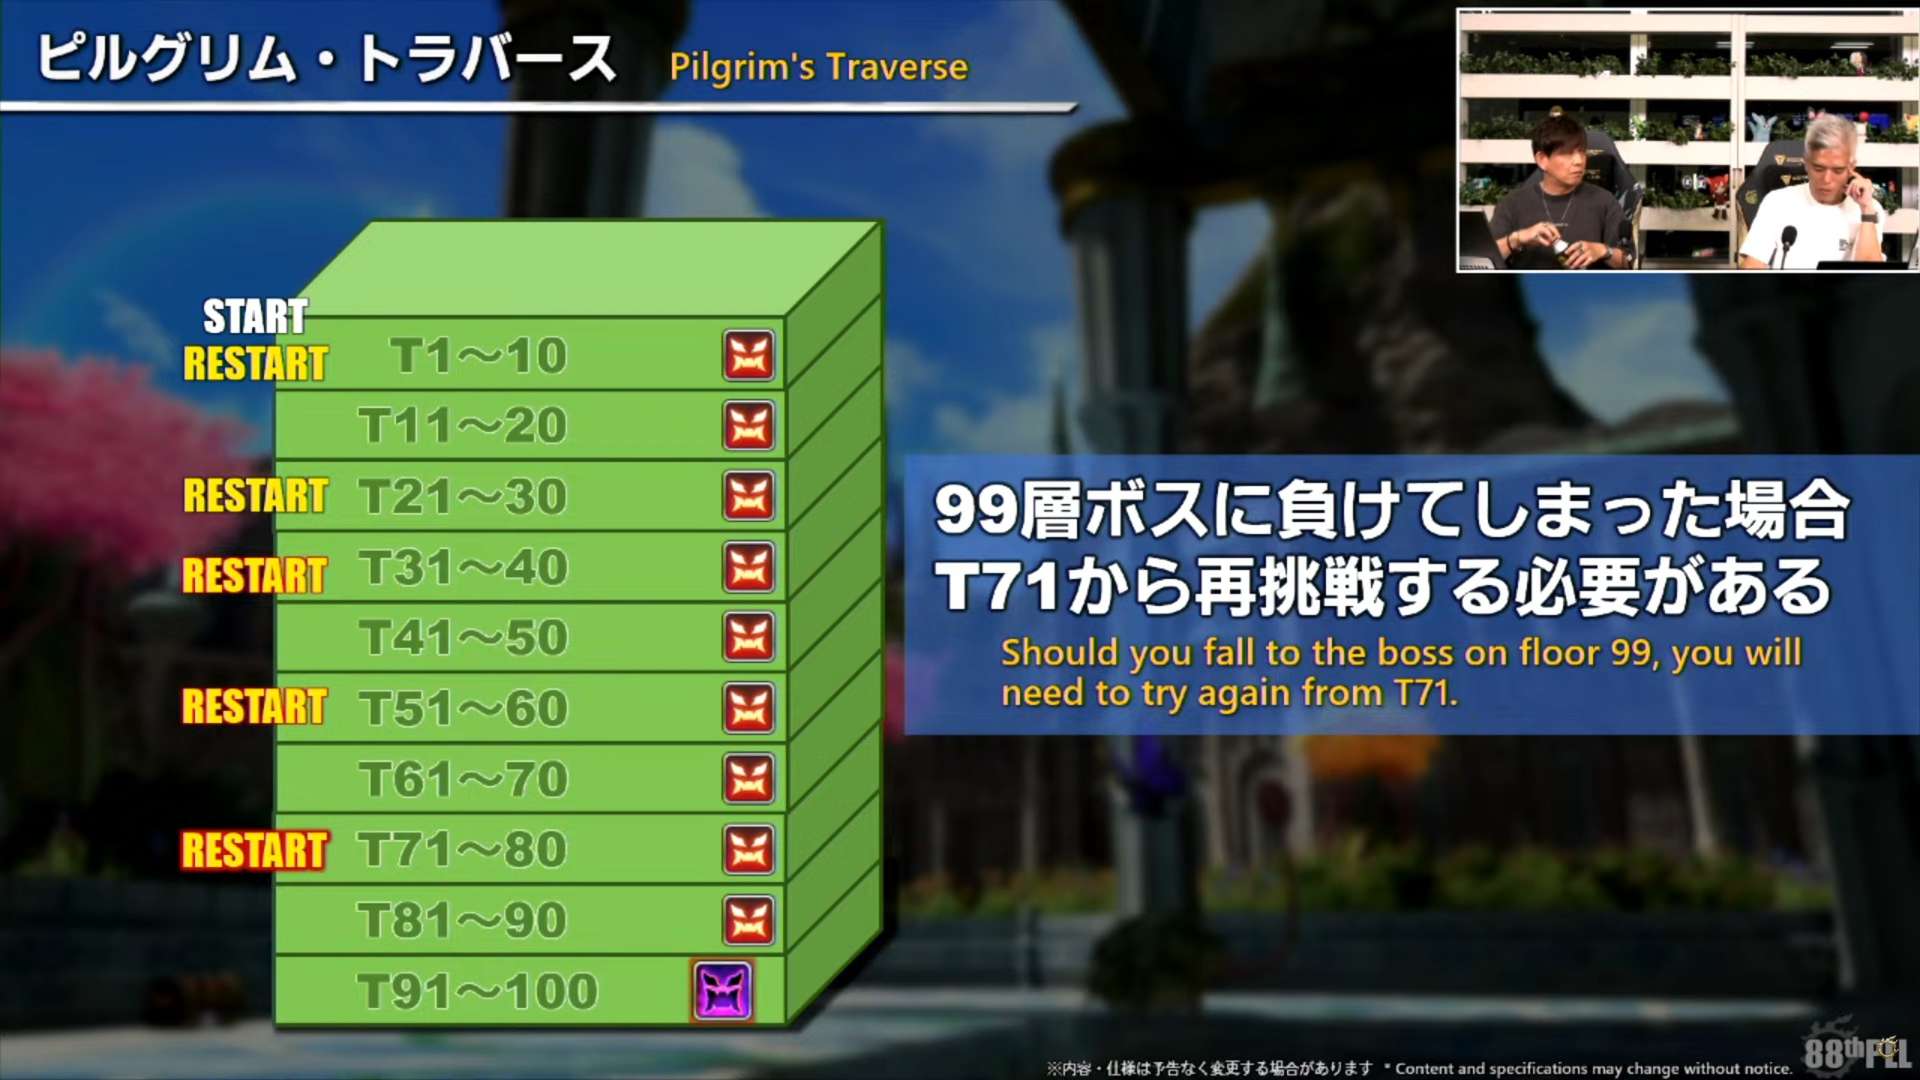 ピルグリム・トラバース Pilgrim's Traverse
START
RESTART T1～10
T11～20
RESTART T21～30
RESTART T31～40
T41～50
RESTART T51～60
T61～70
RESTART T71～80
T81～90
T91～100
99層ボスに負けてしまった場合
T71から再挑戦する必要がある
Should you fall to the boss on floor 99, you will
need to try again from T71.
※内容・仕様は予告なく変更する場合があります * Content and specifications may change without notice.
88thPLL